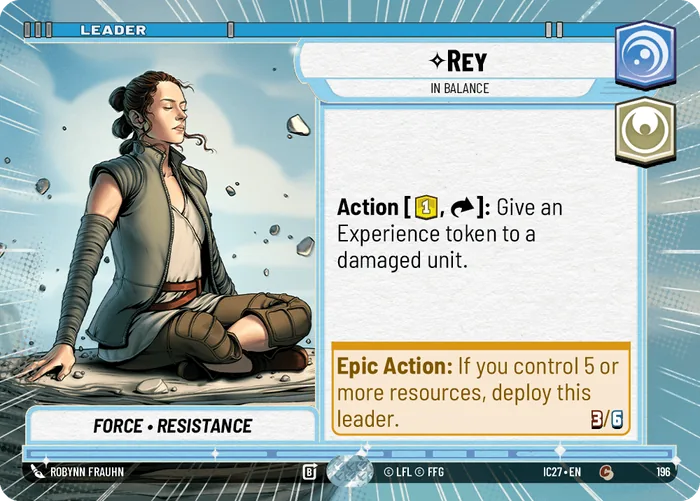 LEADER
REY
IN BALANCE
Action [1, ]: Give an
Experience token to a
damaged unit.
Epic Action: If you control 5 or
more resources, deploy this
leader.
3/6
FORCE • RESISTANCE
ROBYNN FRAUHN
B
© LFL © FFG
IC27 • EN
C
196